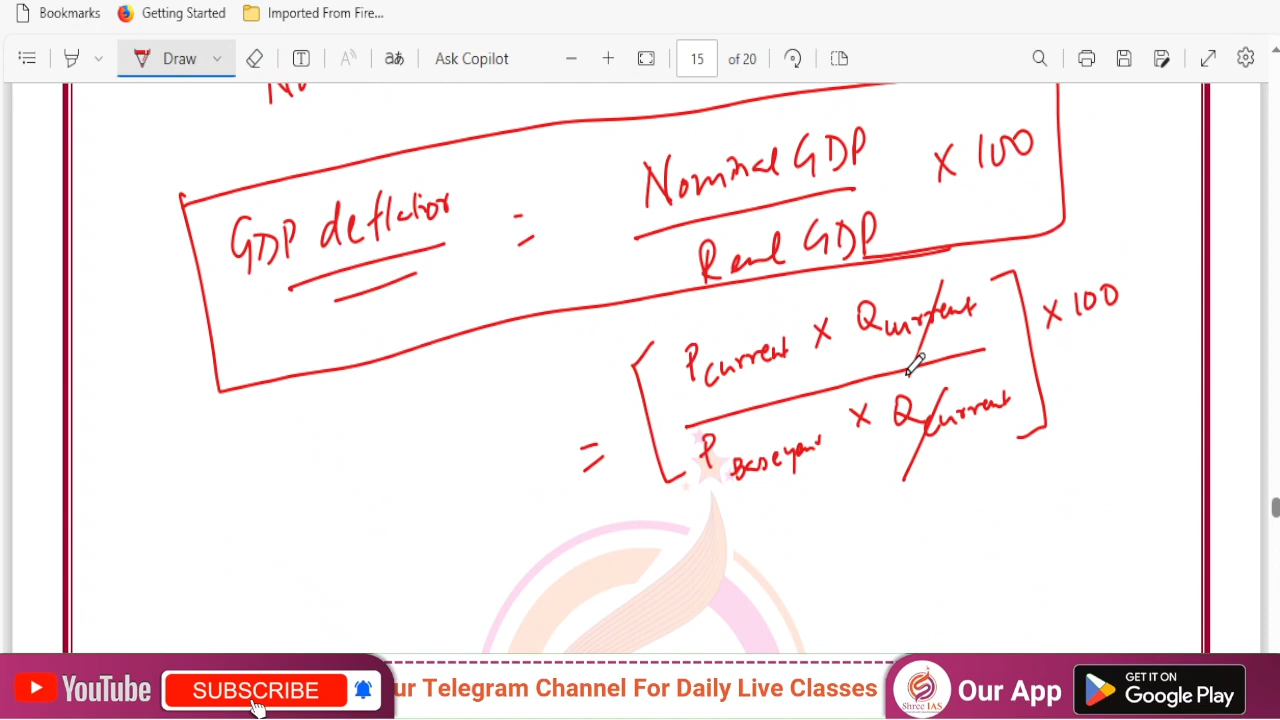 Bookmarks Getting Started Imported From Fire...
Draw Ask Copilot 15 of 20
GDP deflator = Nominal GDP / Real GDP X 100
= [ P current X Q current / P Base year X Q current ] X 100
YouTube SUBSCRIBE ur Telegram Channel For Daily Live Classes Shree IAS Our App GET IT ON Google Play